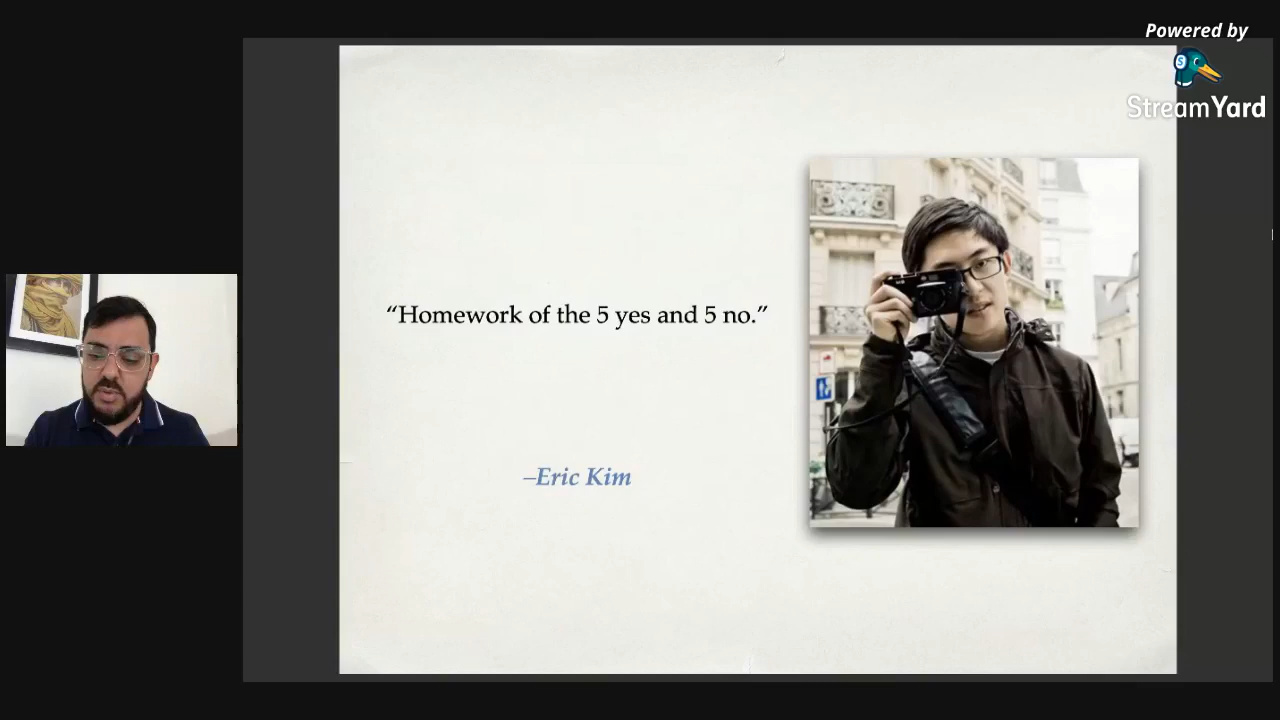 Powered by
StreamYard
“Homework of the 5 yes and 5 no.”
–Eric Kim